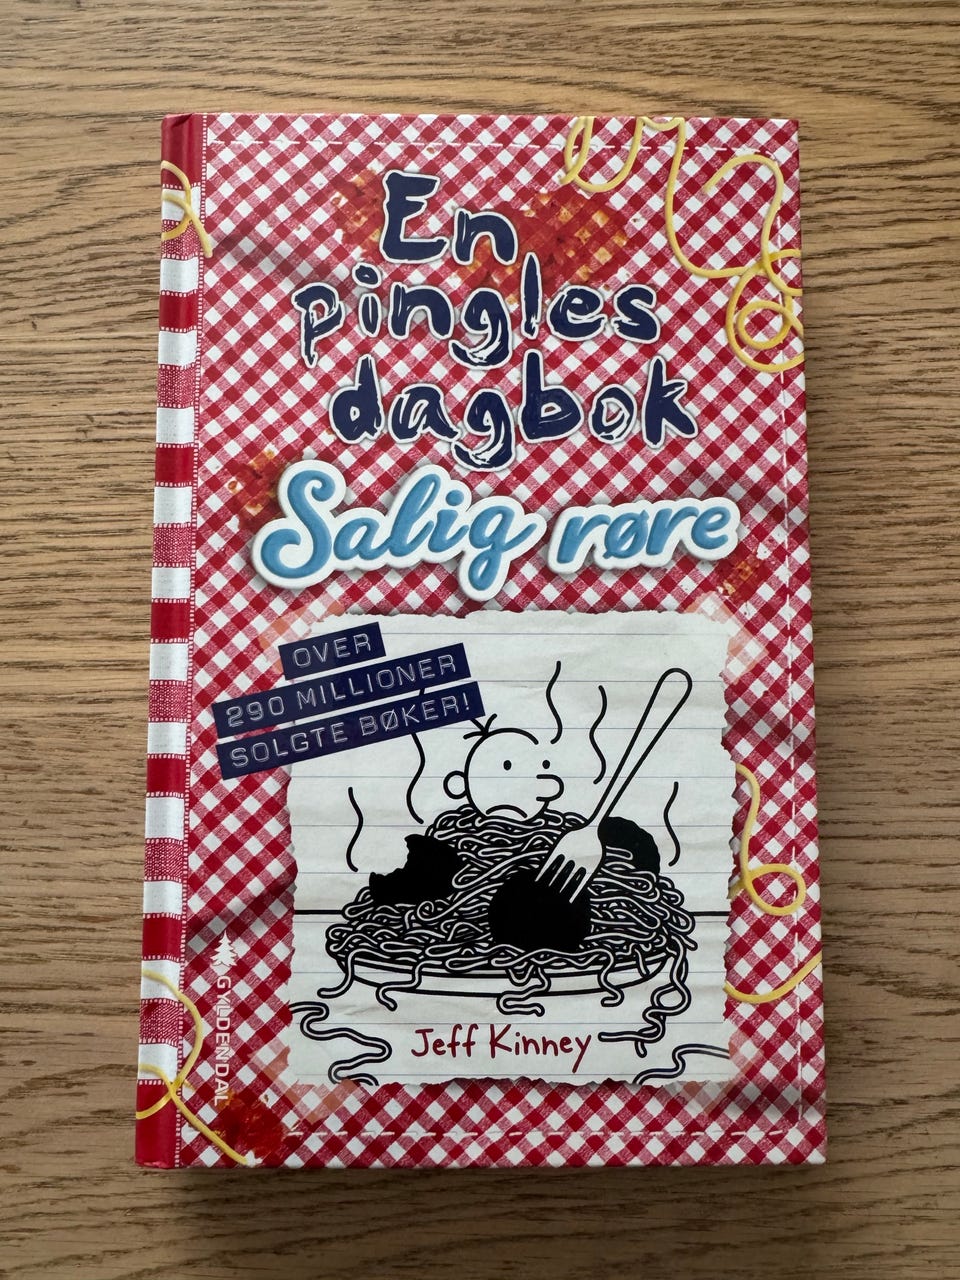 En
pingles
dagbok
Salig røre
OVER
290 MILLIONER
SOLGTE BØKER!
Jeff Kinney
GYLDENDAL